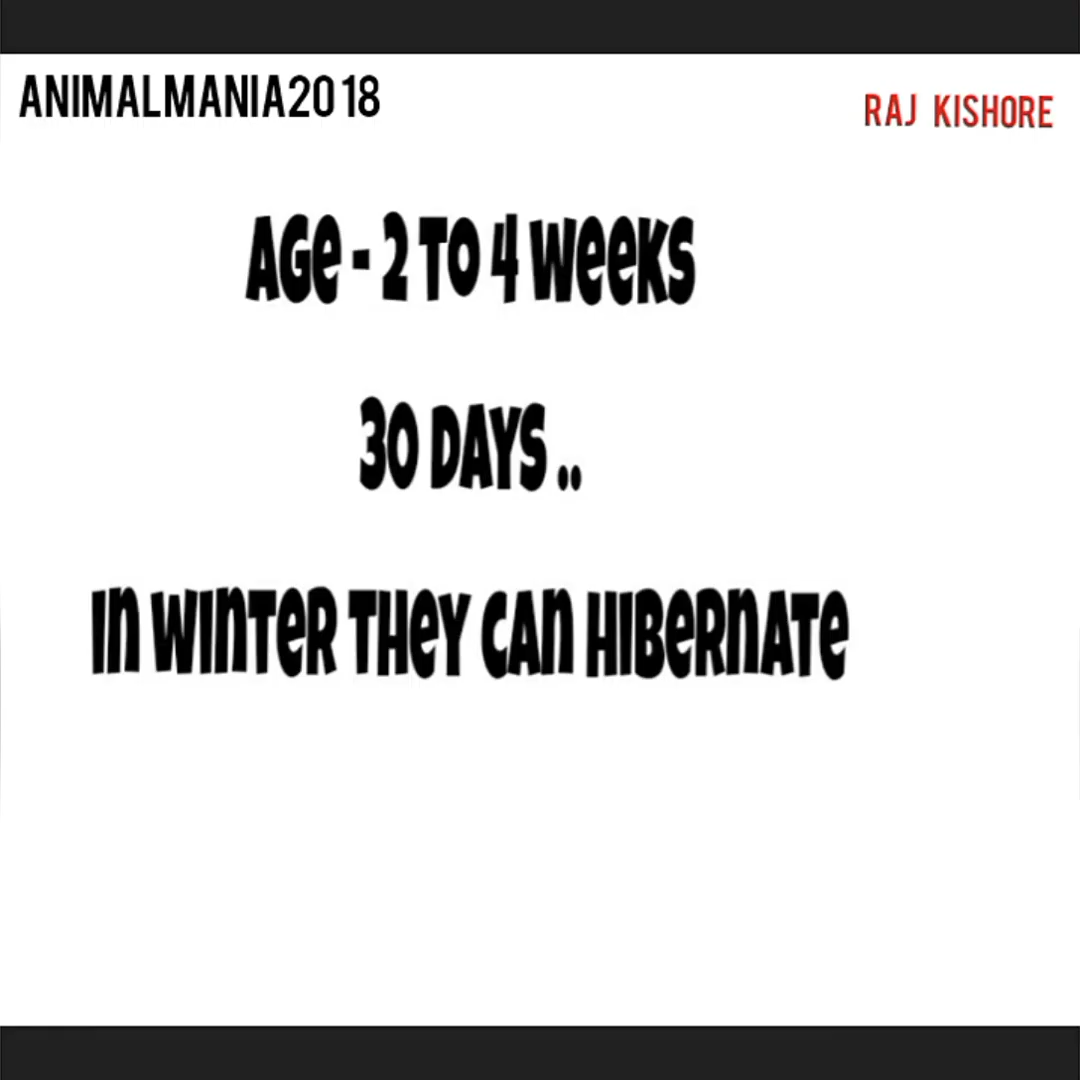 ANIMALMANIA2018
RAJ KISHORE
AGe - 2 TO 4 Weeks
30 DAYS ..
In WinTeR THeY CAn HIBeRnATe